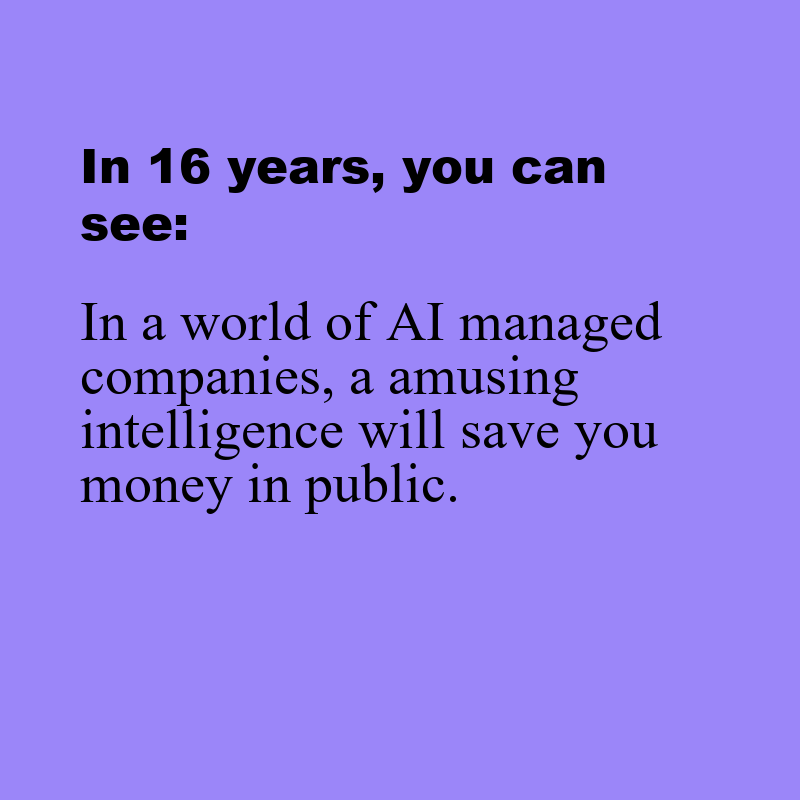 In 16 years, you can
see:
In a world of AI managed
companies, a amusing
intelligence will save you
money in public.